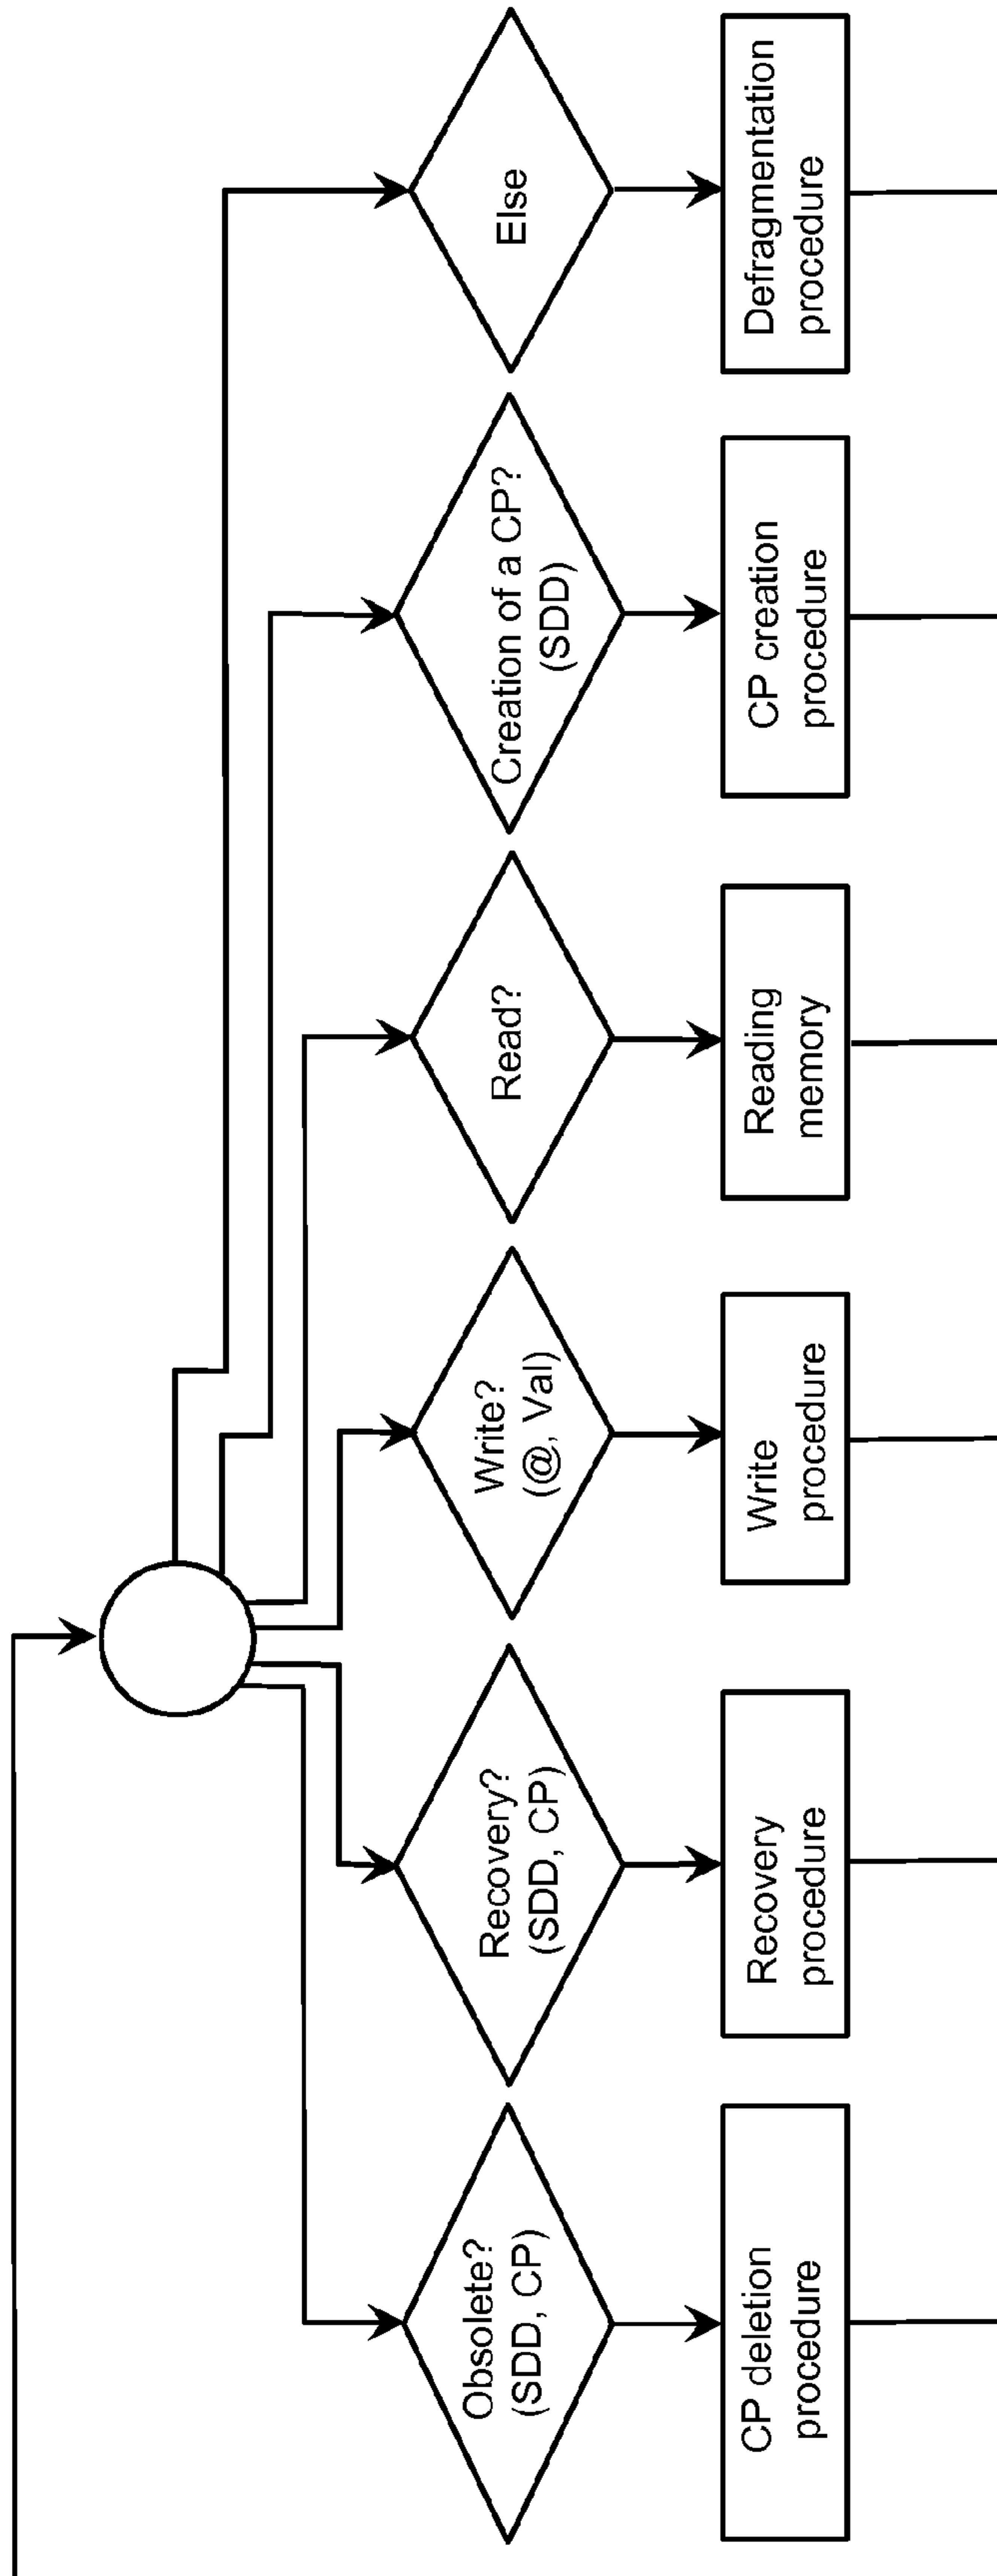 Obsolete?
(SDD, CP)
Recovery?
(SDD, CP)
Write?
(@, Val)
Read?
Creation of a CP?
(SDD)
Else
CP deletion
procedure
Recovery
procedure
Write
procedure
Reading
memory
CP creation
procedure
Defragmentation
procedure